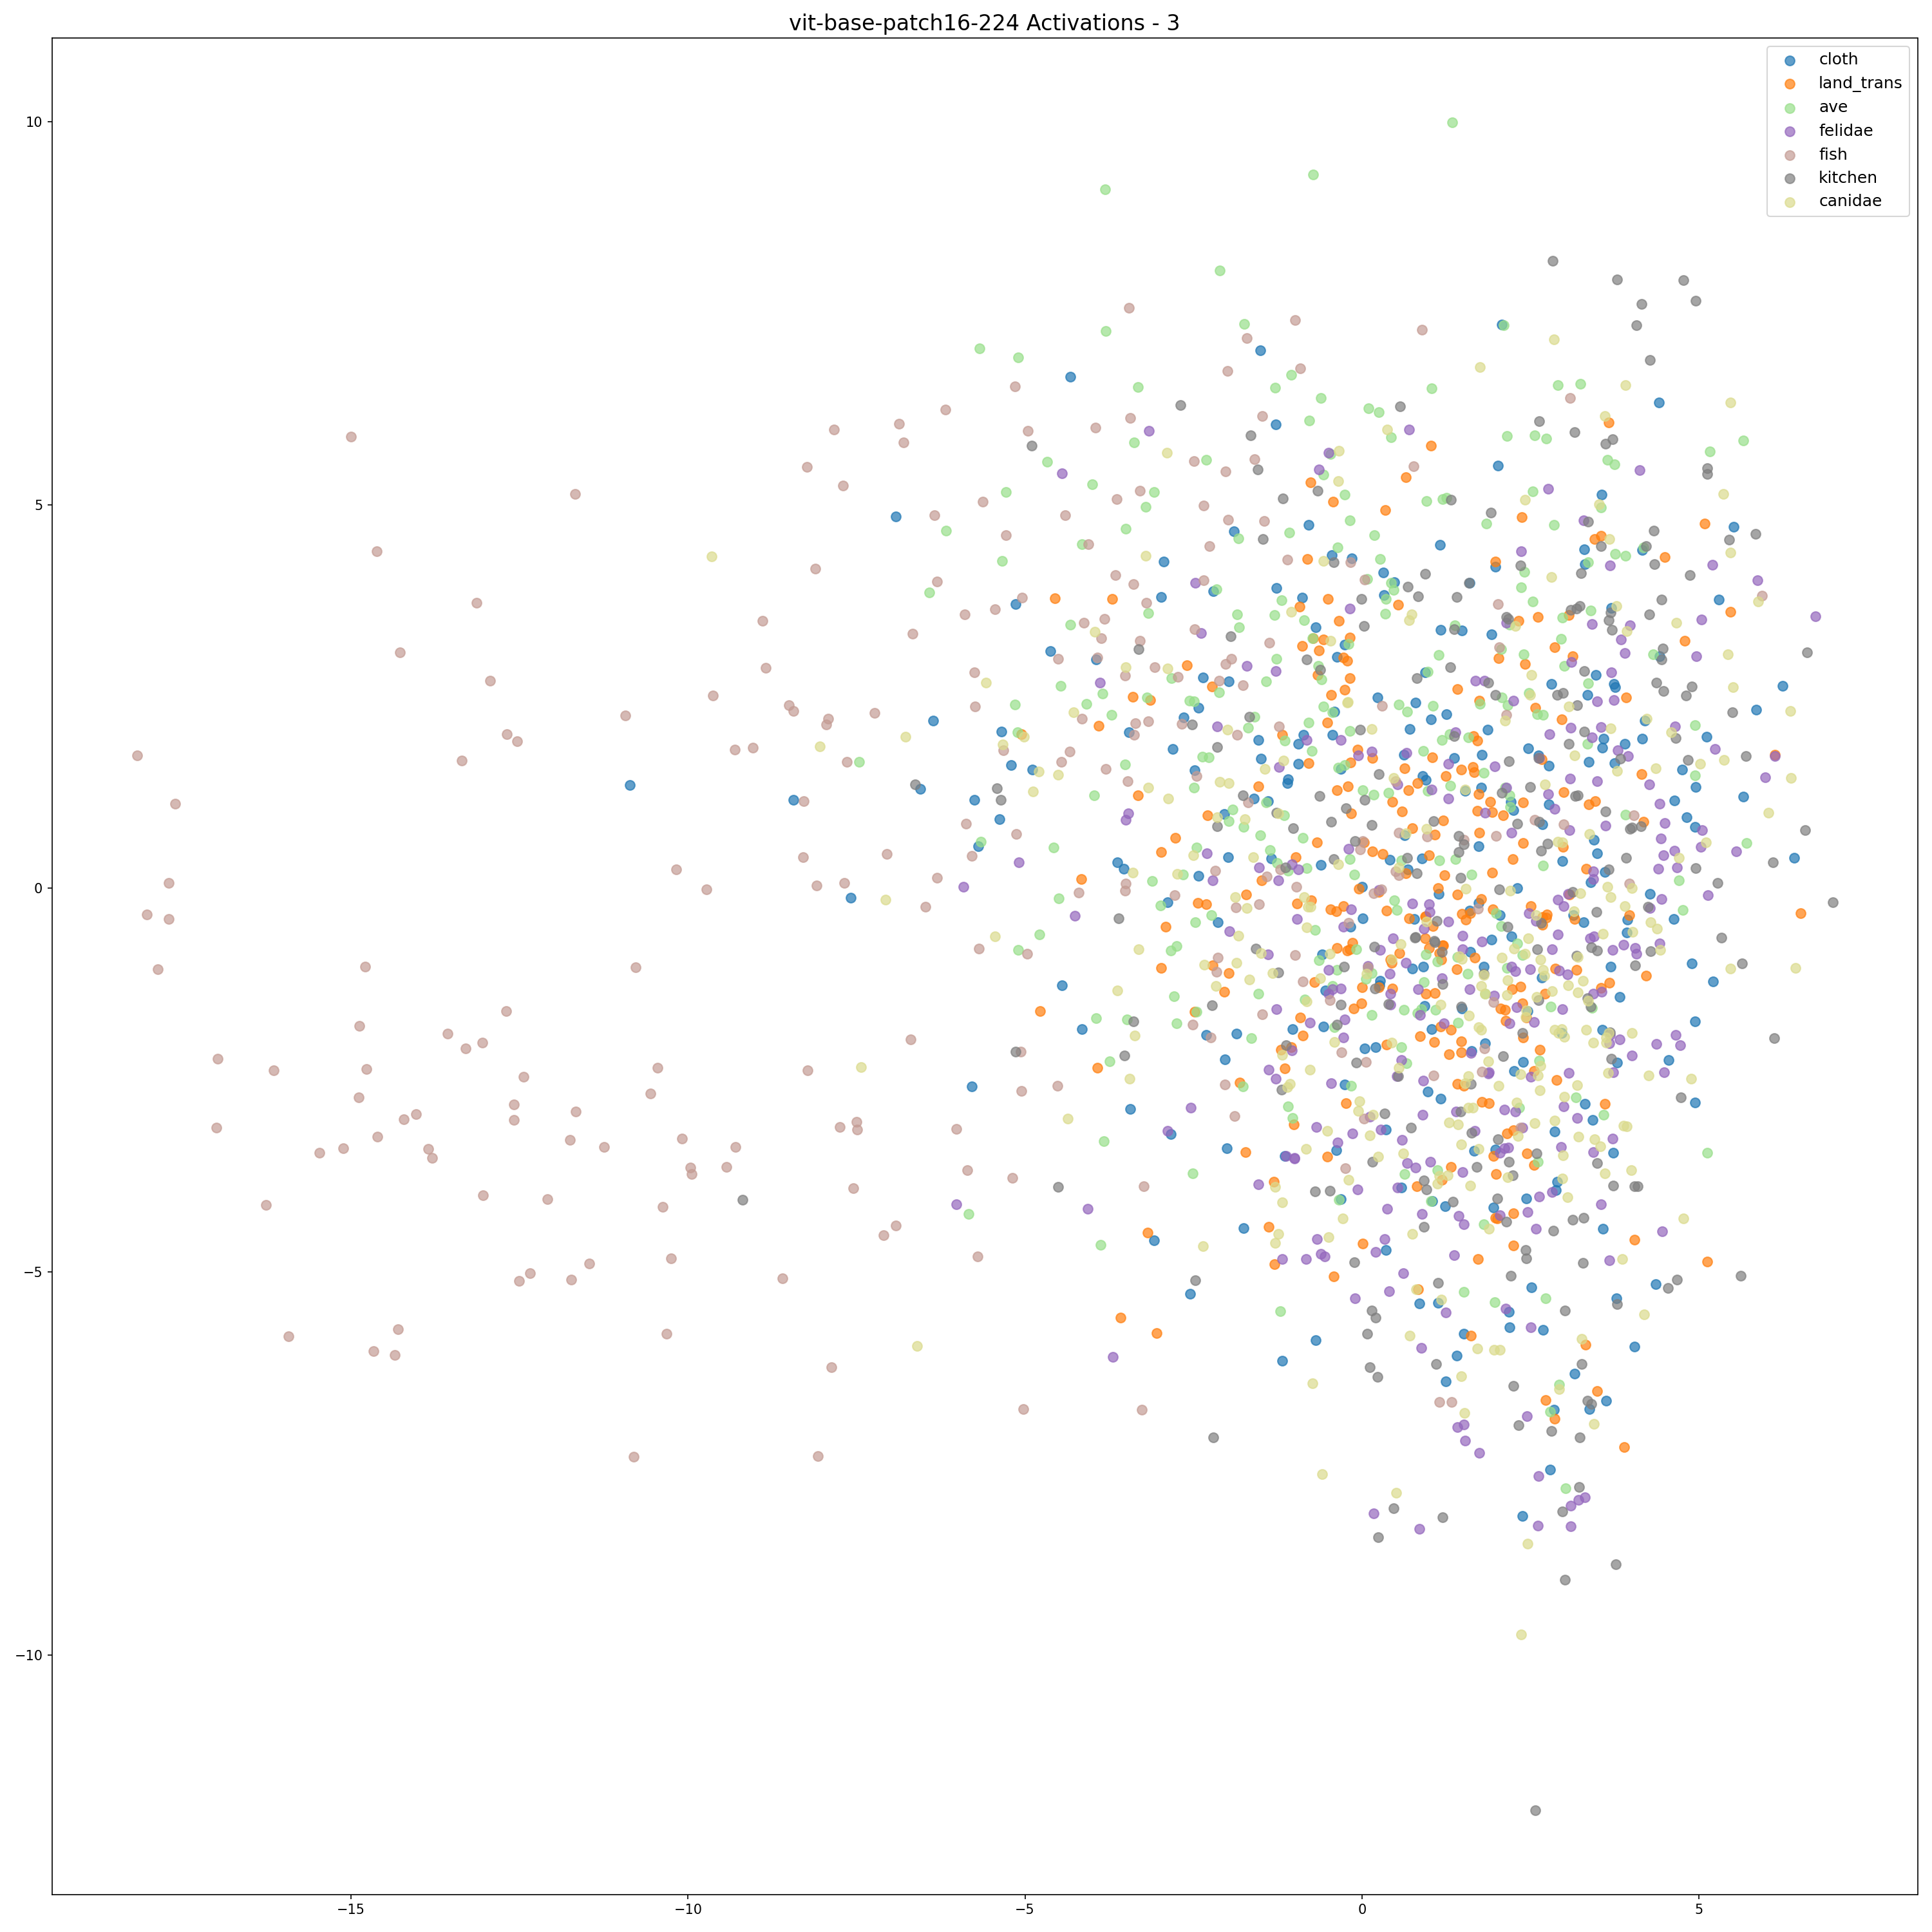 vit-base-patch16-224 Activations - 3
cloth
land_trans
ave
felidae
fish
kitchen
canidae
10
5
0
−5
−10
−15
−10
−5
0
5